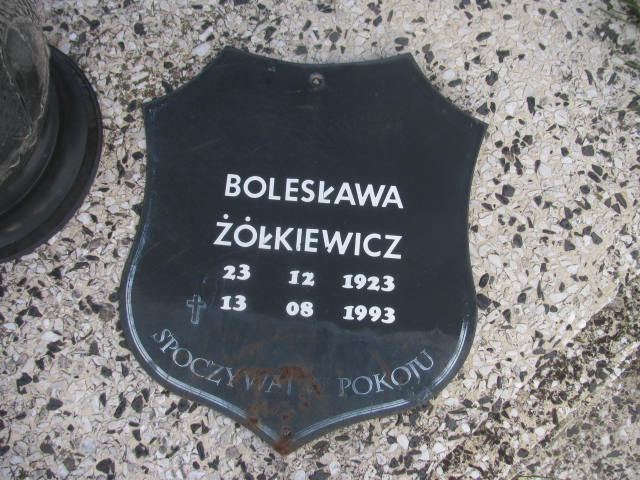 BOLESŁAWA
ŻÓŁKIEWICZ
23 12 1923
13 08 1993
SPOCZYWAJ POKOJU